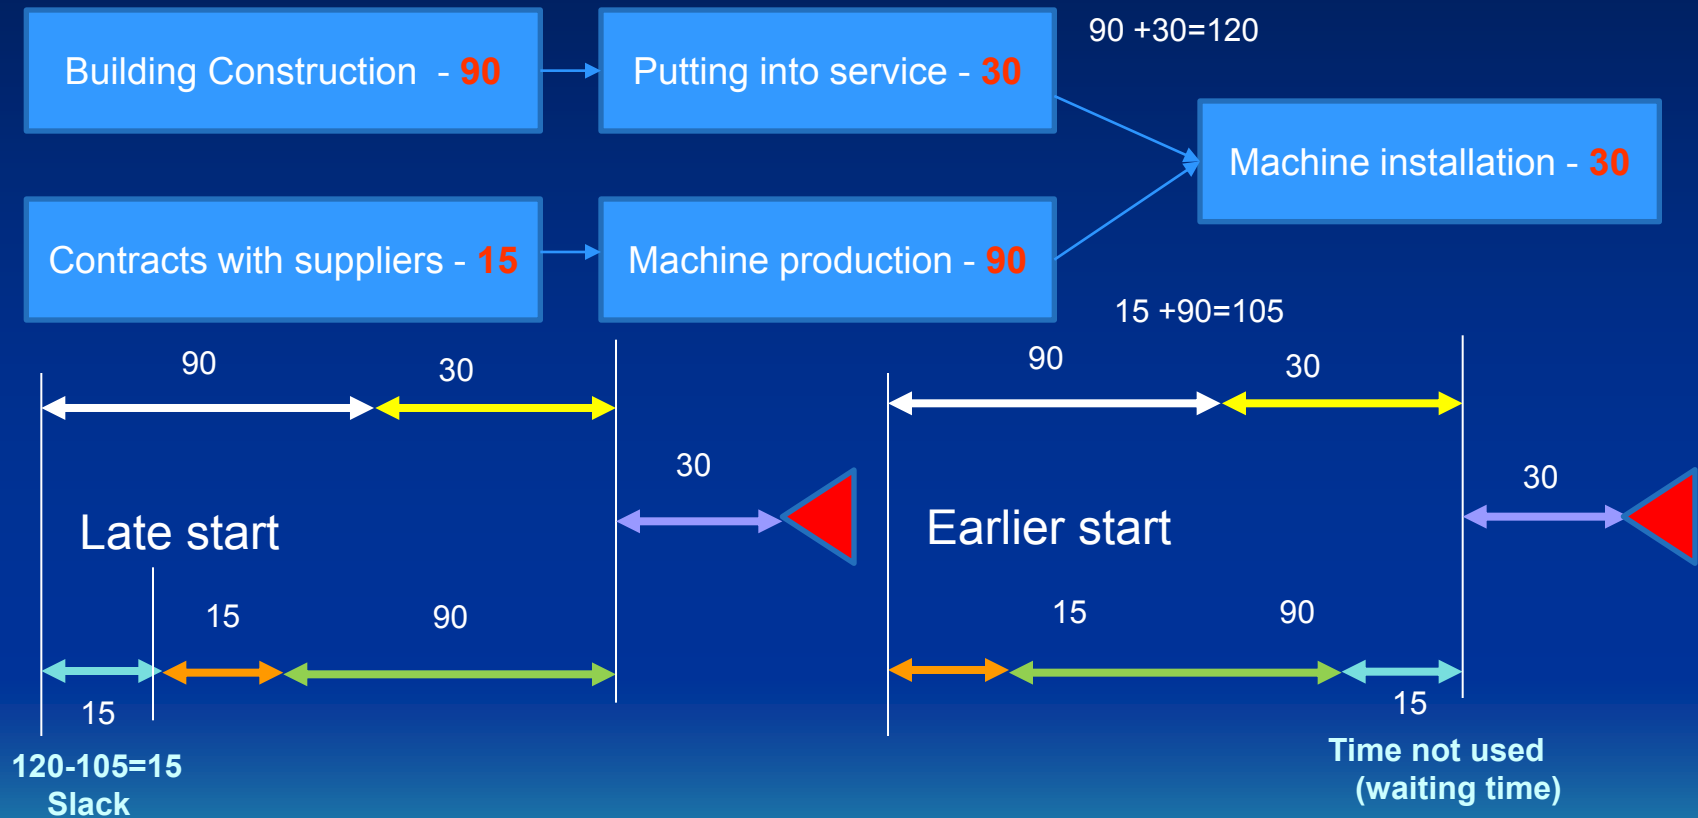 90 +30=120
Building Construction - 90
Putting into service - 30
Machine installation - 30
Contracts with suppliers - 15
Machine production - 90
15 +90=105
90
30
90
30
30
30
Late start
Earlier start
15
90
15
90
15
15
120-105=15
Slack
Time not used
(waiting time)